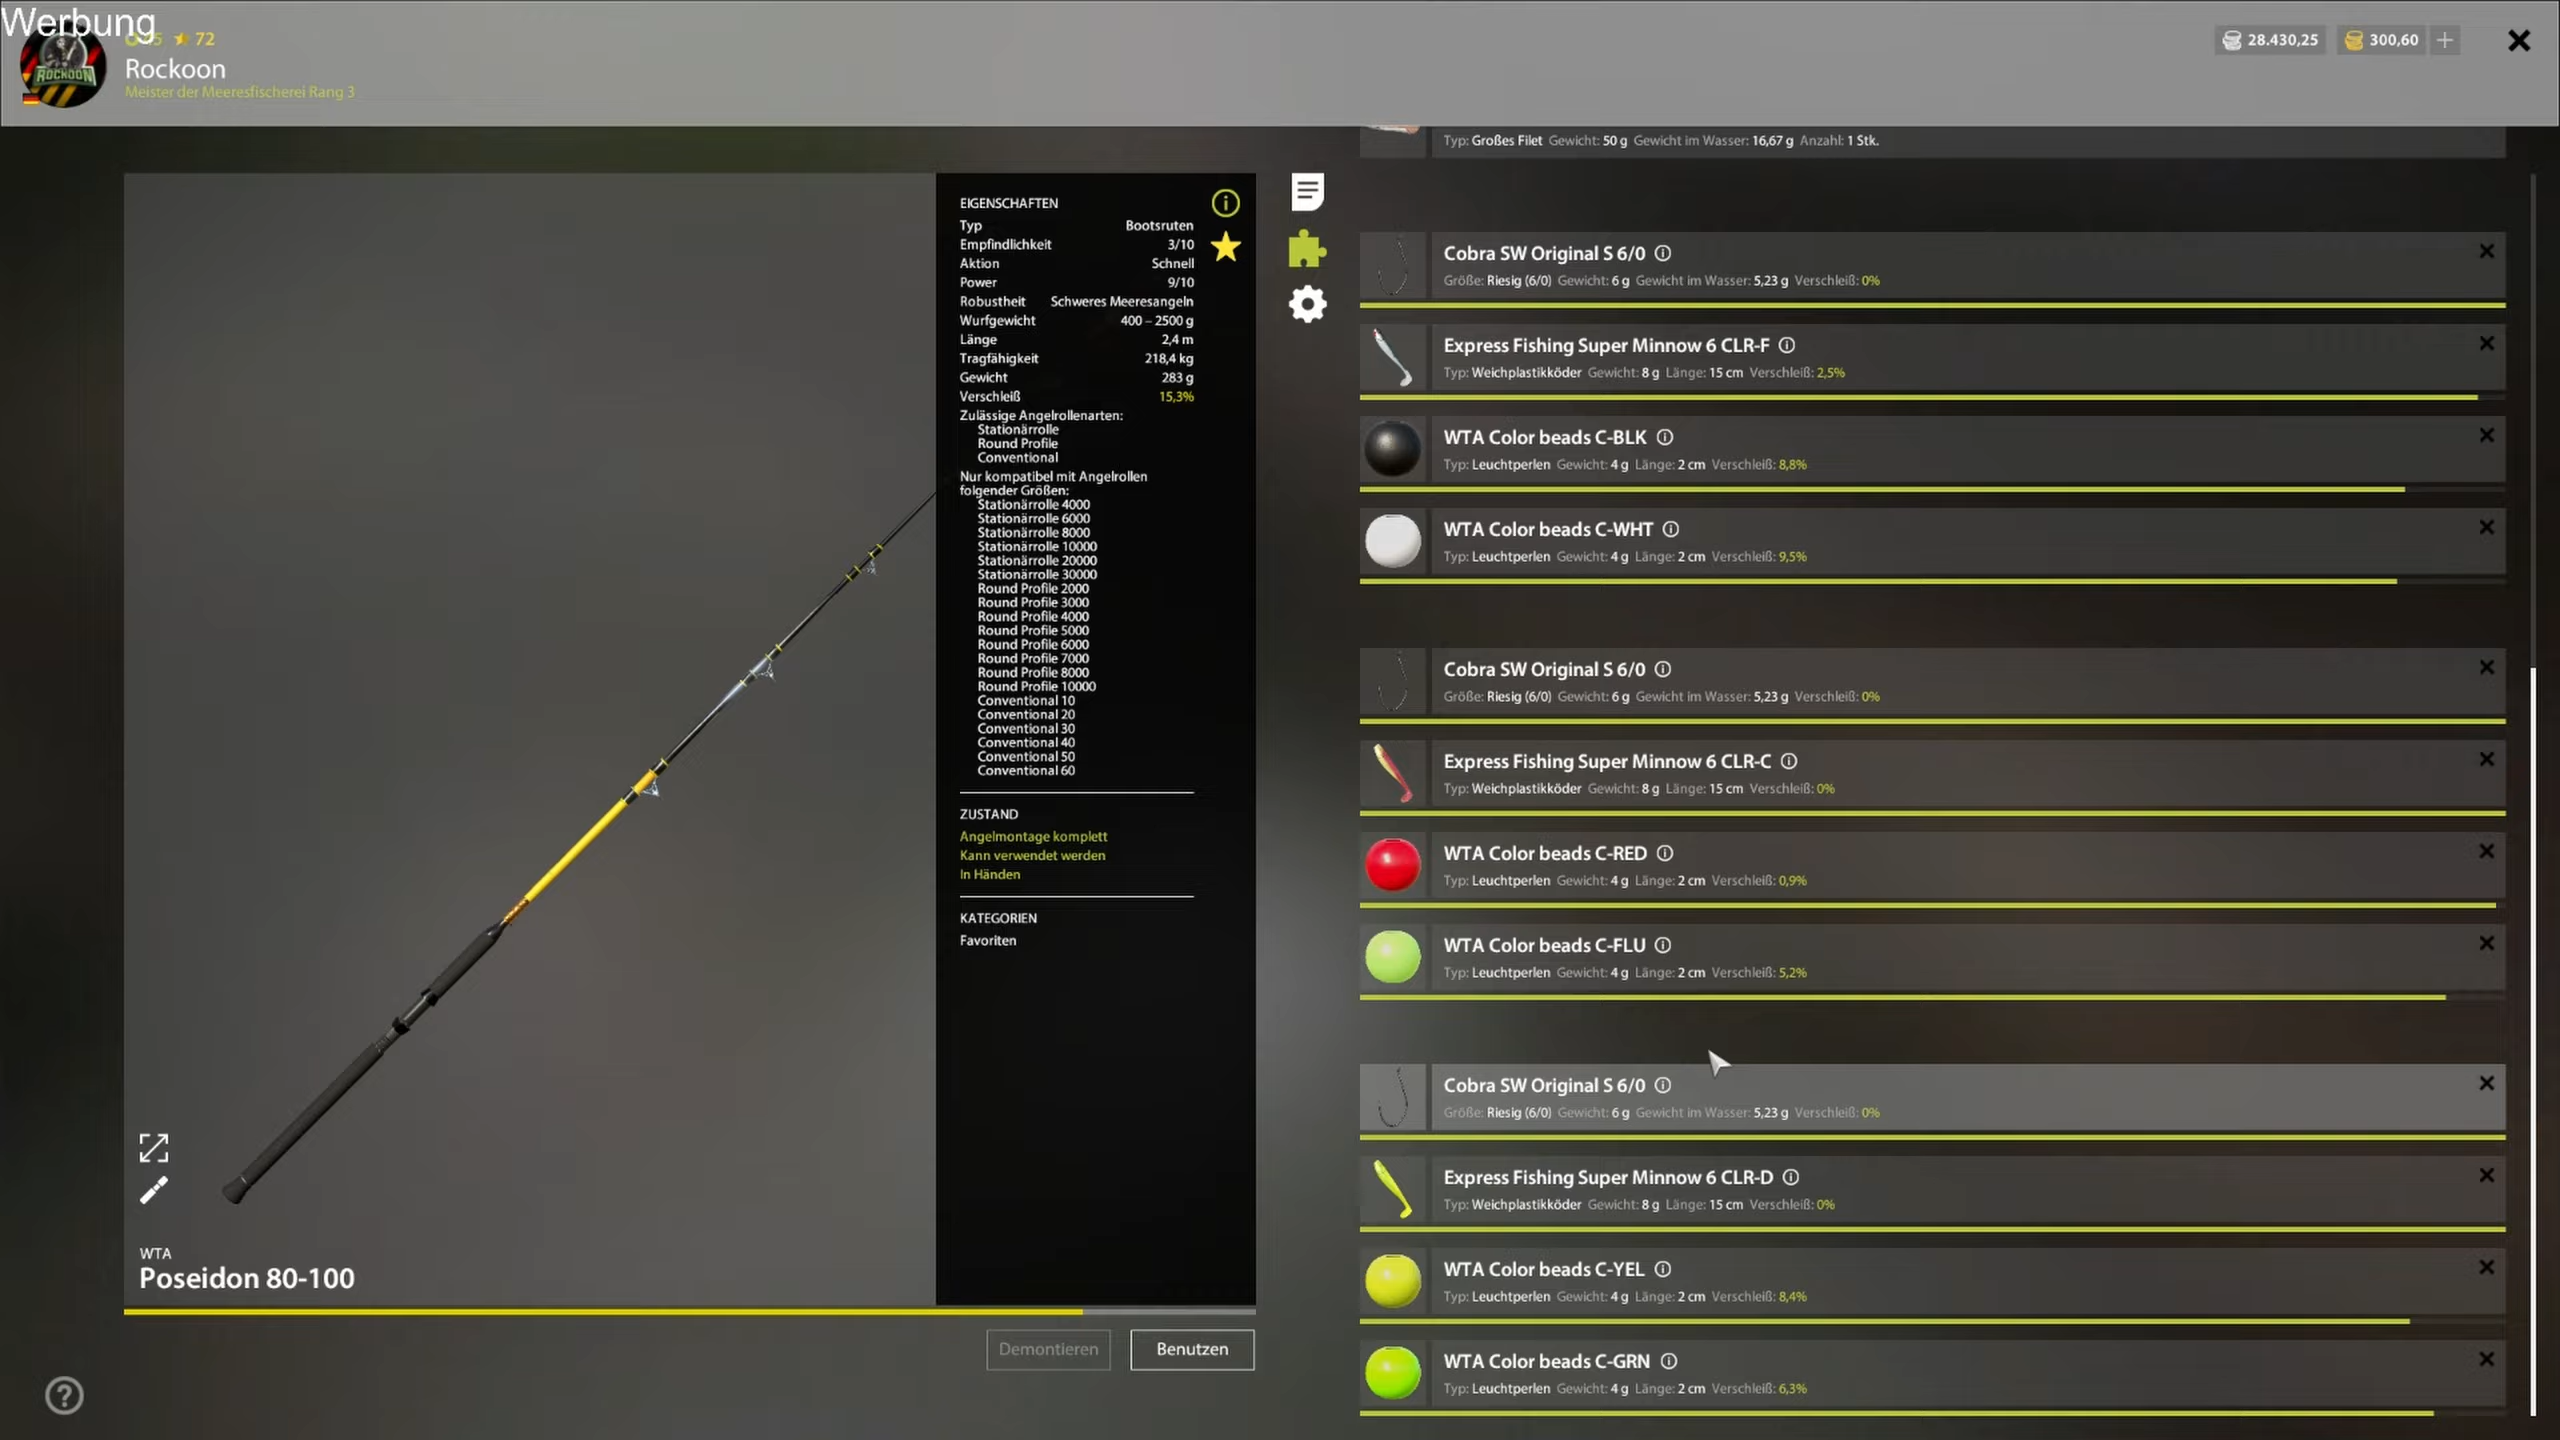 Werbung
72
28.430,25
300,60
Rockoon
ROCKOON
Meister der Meeresfischerei Rang 3
Typ: Großes Filet Gewicht: 50 g Gewicht im Wasser: 16,67 g Anzahl: 1 Stk.
EIGENSCHAFTEN
Typ Bootsruten
Empfindlichkeit 3/10
Aktion Schnell
Power 9/10
Robustheit Schweres Meeresangeln
Wurfgewicht 400 – 2500 g
Länge 2,4 m
Tragfähigkeit 218,4 kg
Gewicht 283 g
Verschleiß 15,3%
Zulässige Angelrollenarten:
Stationärrolle
Round Profile
Conventional
Nur kompatibel mit Angelrollen
folgender Größen:
Stationärrolle 4000
Stationärrolle 6000
Stationärrolle 8000
Stationärrolle 10000
Stationärrolle 20000
Stationärrolle 30000
Round Profile 2000
Round Profile 3000
Round Profile 4000
Round Profile 5000
Round Profile 6000
Round Profile 7000
Round Profile 8000
Round Profile 10000
Conventional 10
Conventional 20
Conventional 30
Conventional 40
Conventional 50
Conventional 60
ZUSTAND
Angelmontage komplett
Kann verwendet werden
In Händen
KATEGORIEN
Favoriten
WTA
Poseidon 80-100
Demontieren
Benutzen
Cobra SW Original S 6/0
Größe: Riesig (6/0) Gewicht: 6 g Gewicht im Wasser: 5,23 g Verschleiß: 0%
Express Fishing Super Minnow 6 CLR-F
Typ: Weichplastikköder Gewicht: 8 g Länge: 15 cm Verschleiß: 2,5%
WTA Color beads C-BLK
Typ: Leuchtperlen Gewicht: 4 g Länge: 2 cm Verschleiß: 8,8%
WTA Color beads C-WHT
Typ: Leuchtperlen Gewicht: 4 g Länge: 2 cm Verschleiß: 9,5%
Cobra SW Original S 6/0
Größe: Riesig (6/0) Gewicht: 6 g Gewicht im Wasser: 5,23 g Verschleiß: 0%
Express Fishing Super Minnow 6 CLR-C
Typ: Weichplastikköder Gewicht: 8 g Länge: 15 cm Verschleiß: 0%
WTA Color beads C-RED
Typ: Leuchtperlen Gewicht: 4 g Länge: 2 cm Verschleiß: 0,9%
WTA Color beads C-FLU
Typ: Leuchtperlen Gewicht: 4 g Länge: 2 cm Verschleiß: 5,2%
Cobra SW Original S 6/0
Größe: Riesig (6/0) Gewicht: 6 g Gewicht im Wasser: 5,23 g Verschleiß: 0%
Express Fishing Super Minnow 6 CLR-D
Typ: Weichplastikköder Gewicht: 8 g Länge: 15 cm Verschleiß: 0%
WTA Color beads C-YEL
Typ: Leuchtperlen Gewicht: 4 g Länge: 2 cm Verschleiß: 8,4%
WTA Color beads C-GRN
Typ: Leuchtperlen Gewicht: 4 g Länge: 2 cm Verschleiß: 6,3%